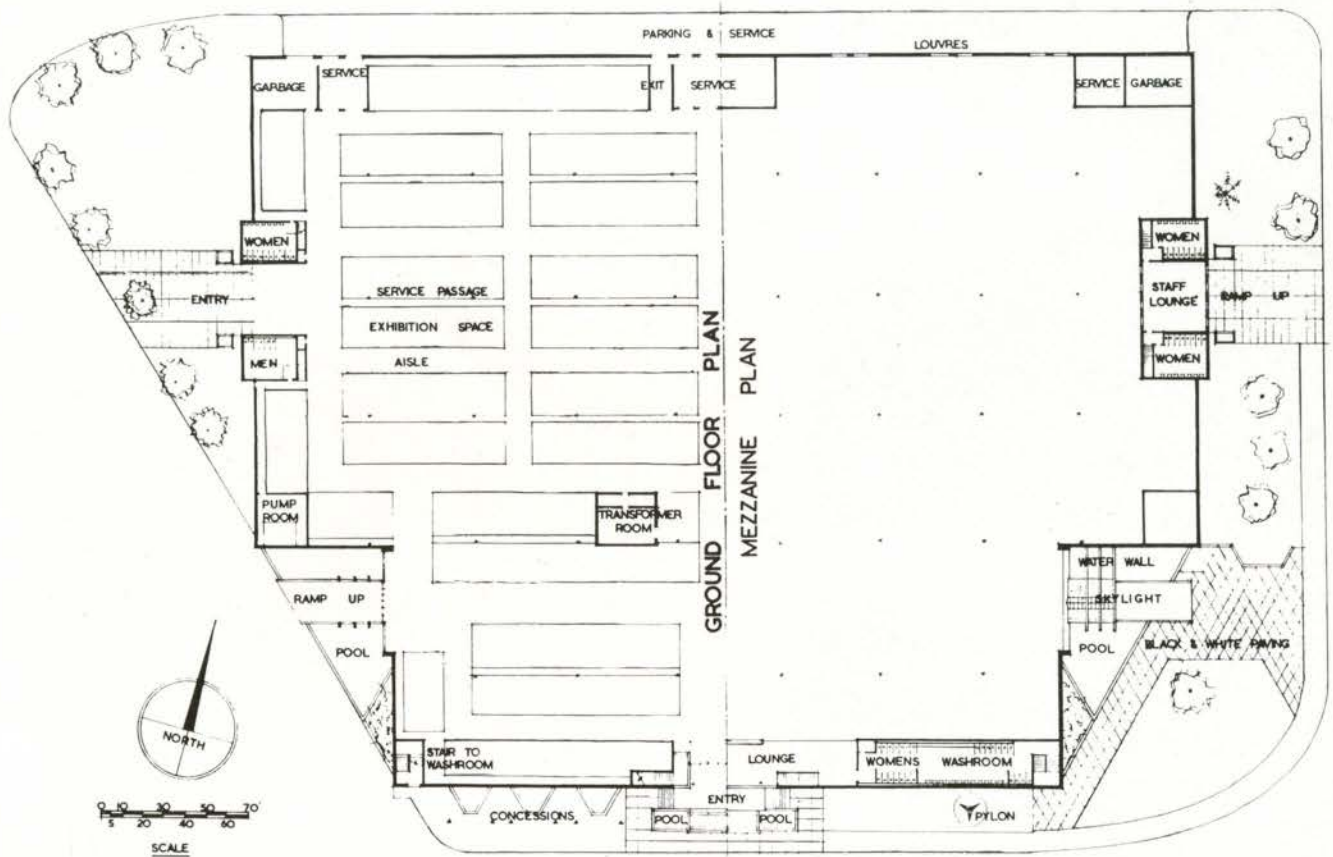 PARKING & SERVICE
LOUVRES
GARBAGE
SERVICE
EXIT
SERVICE
SERVICE
GARBAGE
WOMEN
ENTRY
MEN
SERVICE PASSAGE
EXHIBITION SPACE
AISLE
GROUND FLOOR PLAN
MEZZANINE PLAN
WOMEN
STAFF
LOUNGE
RAMP UP
WOMEN
PUMP
ROOM
TRANSFORMER
ROOM
RAMP UP
POOL
WATER WALL
SKYLIGHT
POOL
BLACK & WHITE PAVING
NORTH
STAIR TO
WASHROOM
LOUNGE
WOMENS WASHROOM
ENTRY
CONCESSIONS
POOL
POOL
PYLON
0 10 30 50 70'
5 20 40 60
SCALE